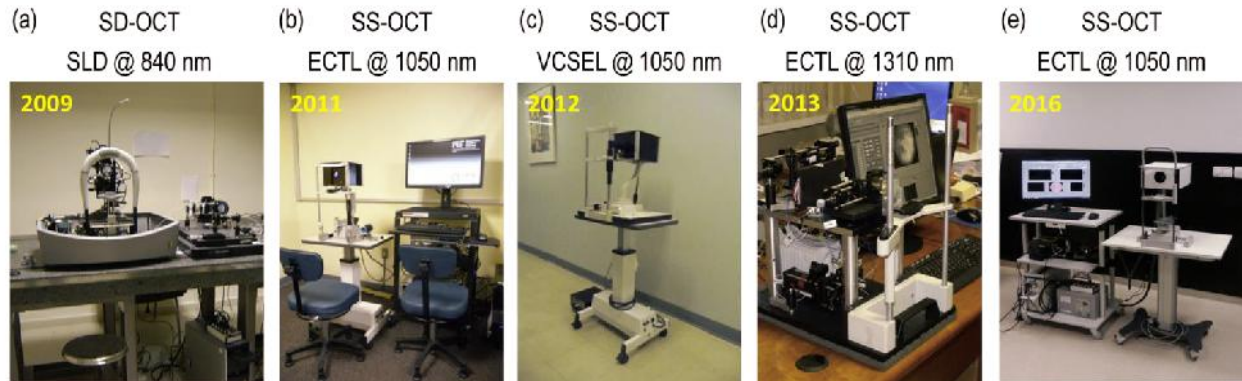 (a) SD-OCT
SLD @ 840 nm
2009
(b) SS-OCT
ECTL @ 1050 nm
2011
(c) SS-OCT
VCSEL @ 1050 nm
2012
(d) SS-OCT
ECTL @ 1310 nm
2013
(e) SS-OCT
ECTL @ 1050 nm
2016